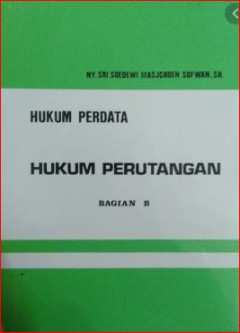 NY. SRI SOEDEWI MASJCHOEN SOFWAN, SH.
HUKUM PERDATA
HUKUM PERUTANGAN
BAGIAN B